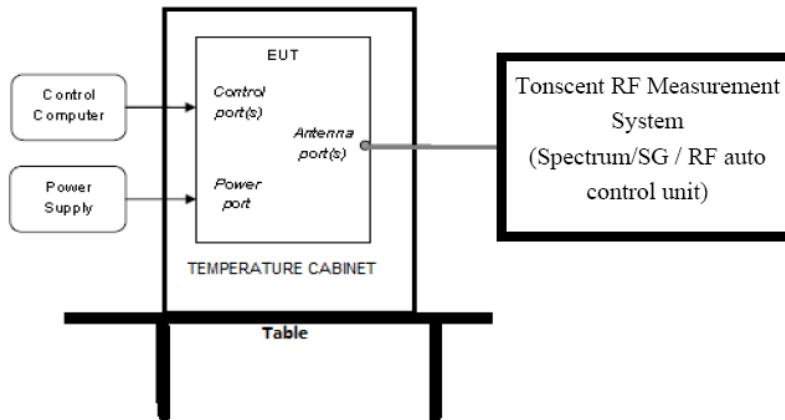 Control
Computer
Power
Supply
EUT
Control
port(s)
Antenna
port(s)
Power
port
TEMPERATURE CABINET
Table
Tonscent RF Measurement
System
(Spectrum/SG / RF auto
control unit)